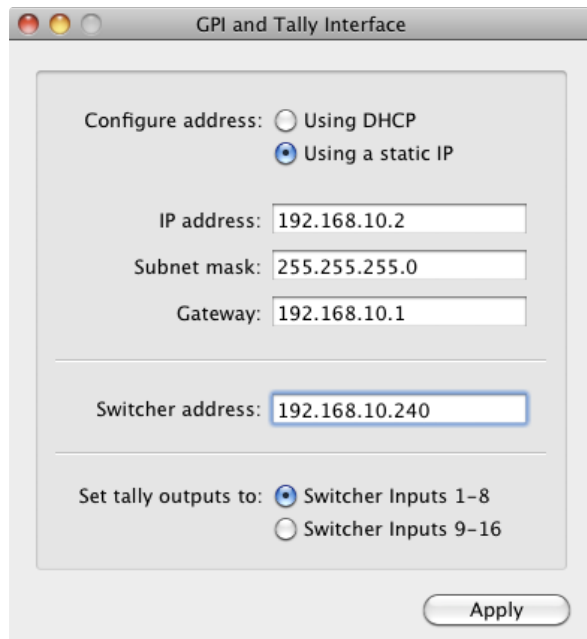 GPI and Tally Interface
Configure address: Using DHCP
Using a static IP
IP address: 192.168.10.2
Subnet mask: 255.255.255.0
Gateway: 192.168.10.1
Switcher address: 192.168.10.240
Set tally outputs to: Switcher Inputs 1–8
Switcher Inputs 9–16
Apply